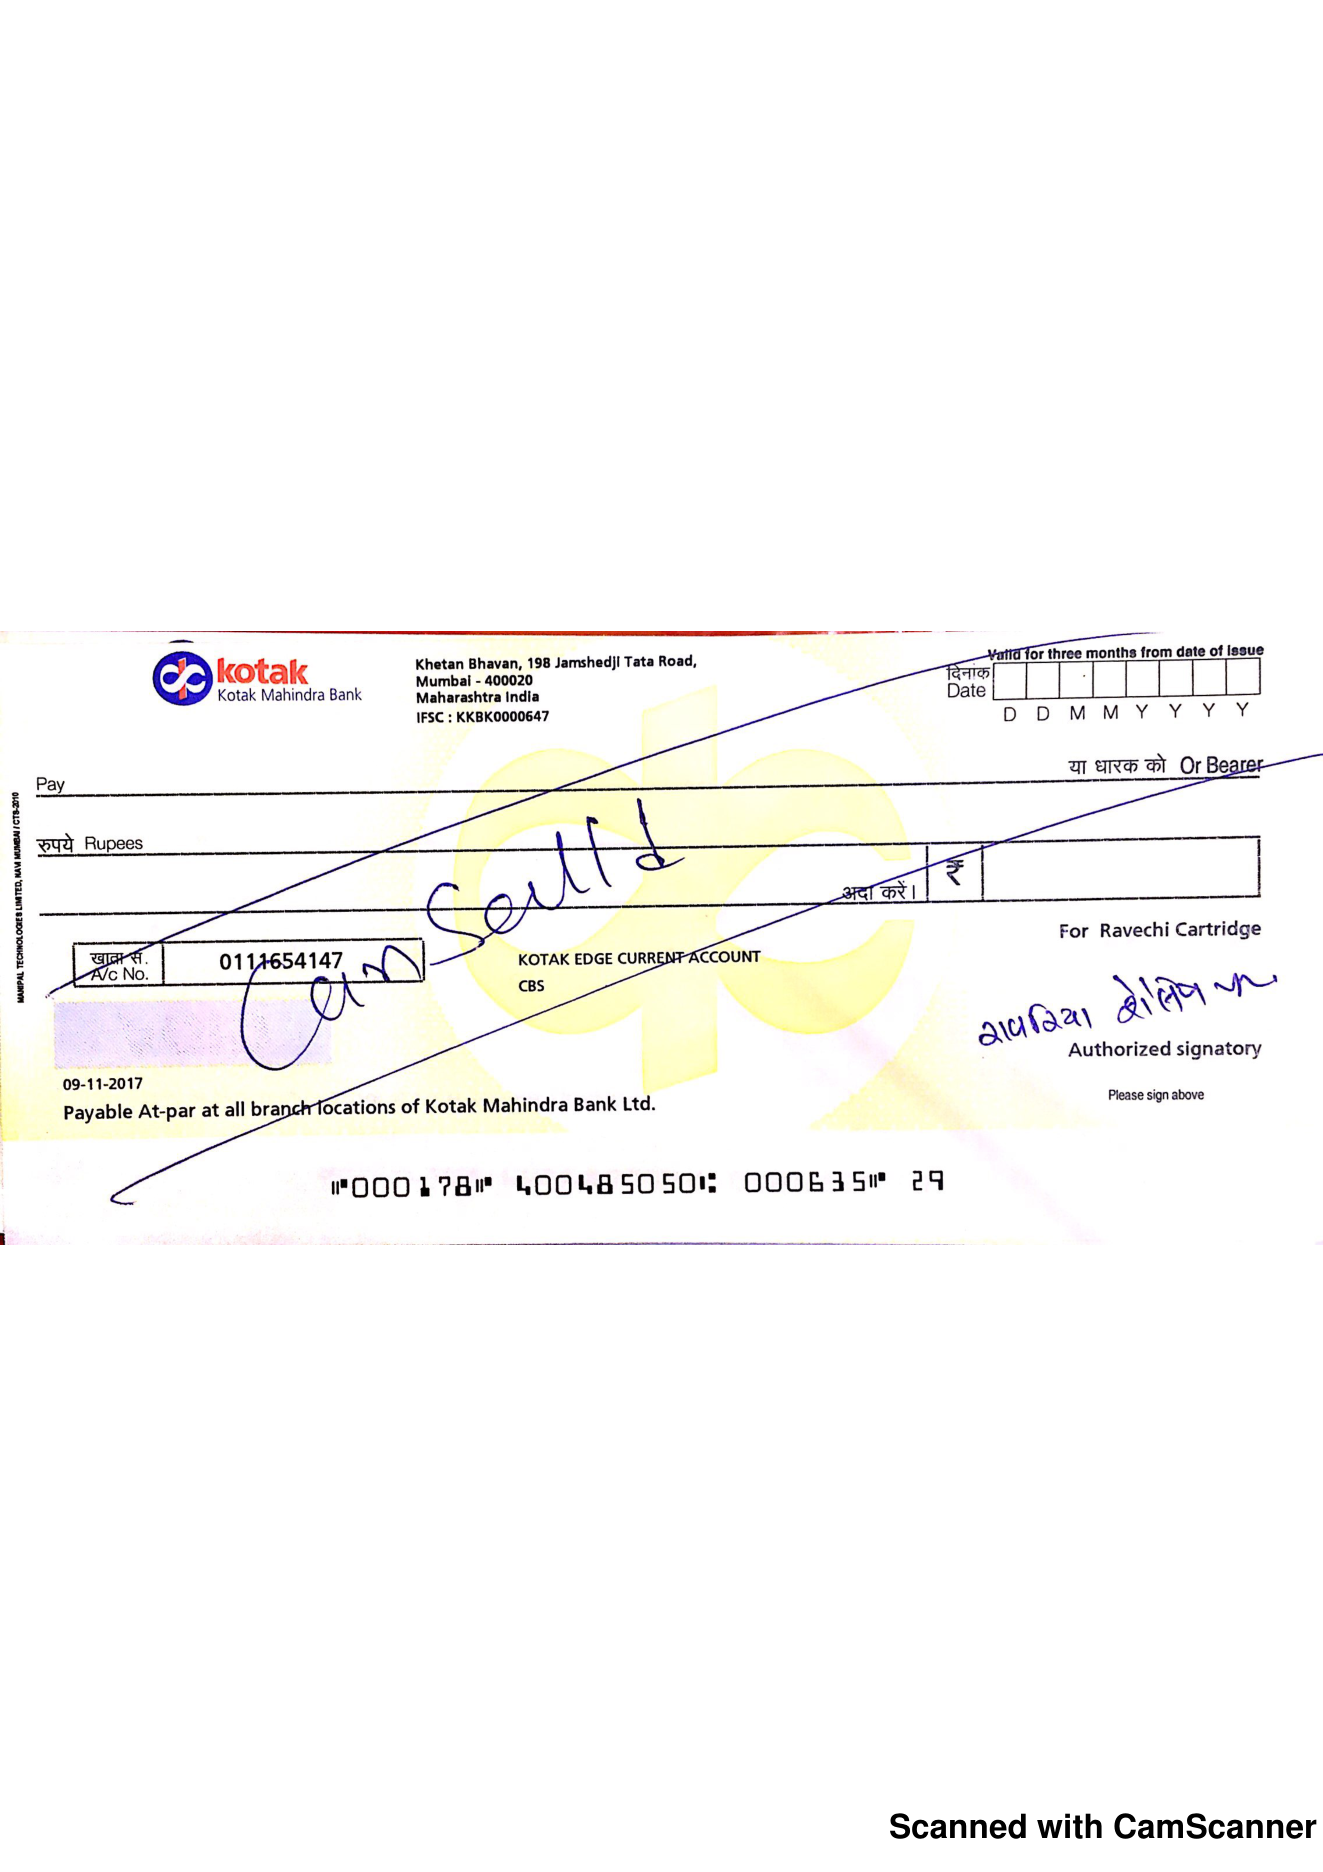 kotak
Kotak Mahindra Bank
Khetan Bhavan, 198 Jamshedji Tata Road,
Mumbai - 400020
Maharashtra India
IFSC : KKBK0000647
Valid for three months from date of Issue
दिनांक
Date
D D M M Y Y Y Y
Pay
या धारक को Or Bearer
रुपये Rupees
अदा करें।
₹
खाता सं.
A/c No.
0111654147
KOTAK EDGE CURRENT ACCOUNT
CBS
For Ravechi Cartridge
Authorized signatory
Please sign above
09-11-2017
Payable At-par at all branch locations of Kotak Mahindra Bank Ltd.
MANIPAL TECHNOLOGIES LIMITED, NAVI MUMBAI / CTS-2010
⑈000178⑈ 400485050⑆ 000635⑈ 29
Scanned with CamScanner